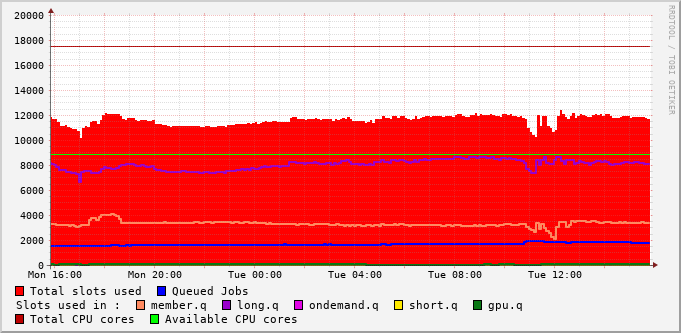 20000
18000
16000
14000
12000
10000
8000
6000
4000
2000
0
Mon 16:00 Mon 20:00 Tue 00:00 Tue 04:00 Tue 08:00 Tue 12:00
Total slots used Queued Jobs
Slots used in : member.q long.q ondemand.q short.q gpu.q
Total CPU cores Available CPU cores
RRDTOOL / TOBI OETIKER